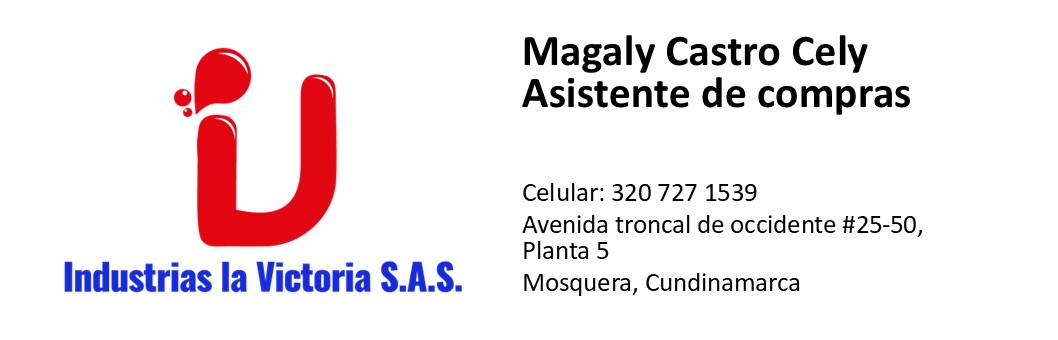 Magaly Castro Cely
Asistente de compras
Celular: 320 727 1539
Avenida troncal de occidente #25-50,
Planta 5
Mosquera, Cundinamarca
Industrias la Victoria S.A.S.